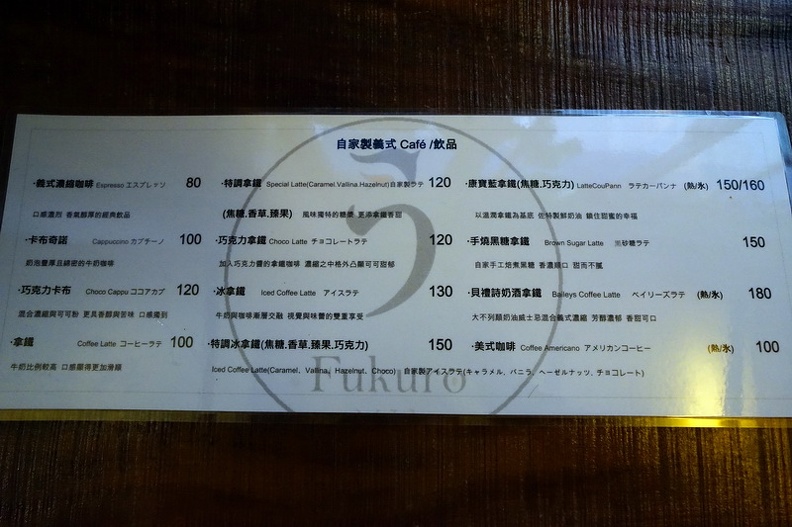 自家製義式 Café /飲品
·義式濃縮咖啡 Espresso エスプレッソ 80
口感濃烈 香氣醇厚的經典飲品
·卡布奇諾 Cappuccino カプチーノ 100
奶泡豐厚且綿密的牛奶咖啡
·巧克力卡布 Choco Cappu ココアカプ 120
混合濃縮與可可粉 更具香醇與苦味 口感獨到
·拿鐵 Coffee Latte コーヒーラテ 100
牛奶比例較高 口感顯得更加滑順
·特調拿鐵 Special Latte(Caramel.Vallina.Hazelnut)自家製ラテ 120
(焦糖.香草.臻果) 風味獨特的糖漿 更添拿鐵香甜
·巧克力拿鐵 Choco Latte チョコレートラテ 120
加入巧克力醬的拿鐵咖啡 濃縮之中格外凸顯可可甜郁
·冰拿鐵 Iced Coffee Latte アイスラテ 130
牛奶與咖啡漸層交融 視覺與味蕾的雙重享受
·特調冰拿鐵(焦糖.香草.臻果.巧克力) 150
Iced Coffee Latte(Caramel、Vallina、Hazelnut、Choco) 自家製アイスラテ(キャラメル、バニラ、ヘーゼルナッツ、チョコレート)
·康寶藍拿鐵(焦糖.巧克力) LatteCouPann ラテカーパンナ (熱/氷) 150/160
以溫潤拿鐵為基底 佐特製鮮奶油 鎮住甜蜜的幸福
·手燒黑糖拿鐵 Brown Sugar Latte 黒砂糖ラテ 150
自家手工焙煮黑糖 香濃順口 甜而不膩
·貝禮詩奶酒拿鐵 Baileys Coffee Latte ベイリーズラテ (熱/氷) 180
大不列顛奶油威士忌混合義式濃縮 芳醇濃郁 香甜可口
·美式咖啡 Coffee Americano アメリカンコーヒー (熱/氷) 100
Fukuro